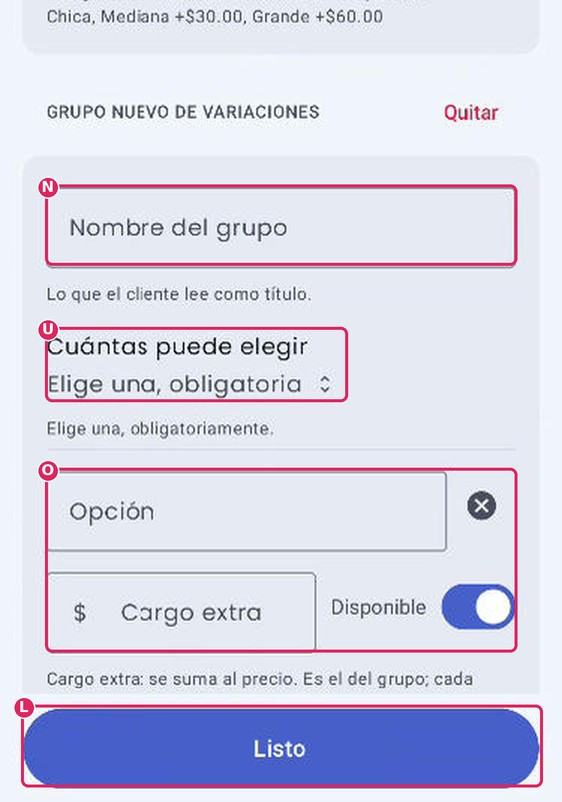 Chica, Mediana +$30.00, Grande +$60.00
GRUPO NUEVO DE VARIACIONES
Quitar
N
Nombre del grupo
Lo que el cliente lee como título.
U
Cuántas puede elegir
Elige una, obligatoria
Elige una, obligatoriamente.
O
Opción
$ Cargo extra
Disponible
Cargo extra: se suma al precio. Es el del grupo; cada
L
Listo